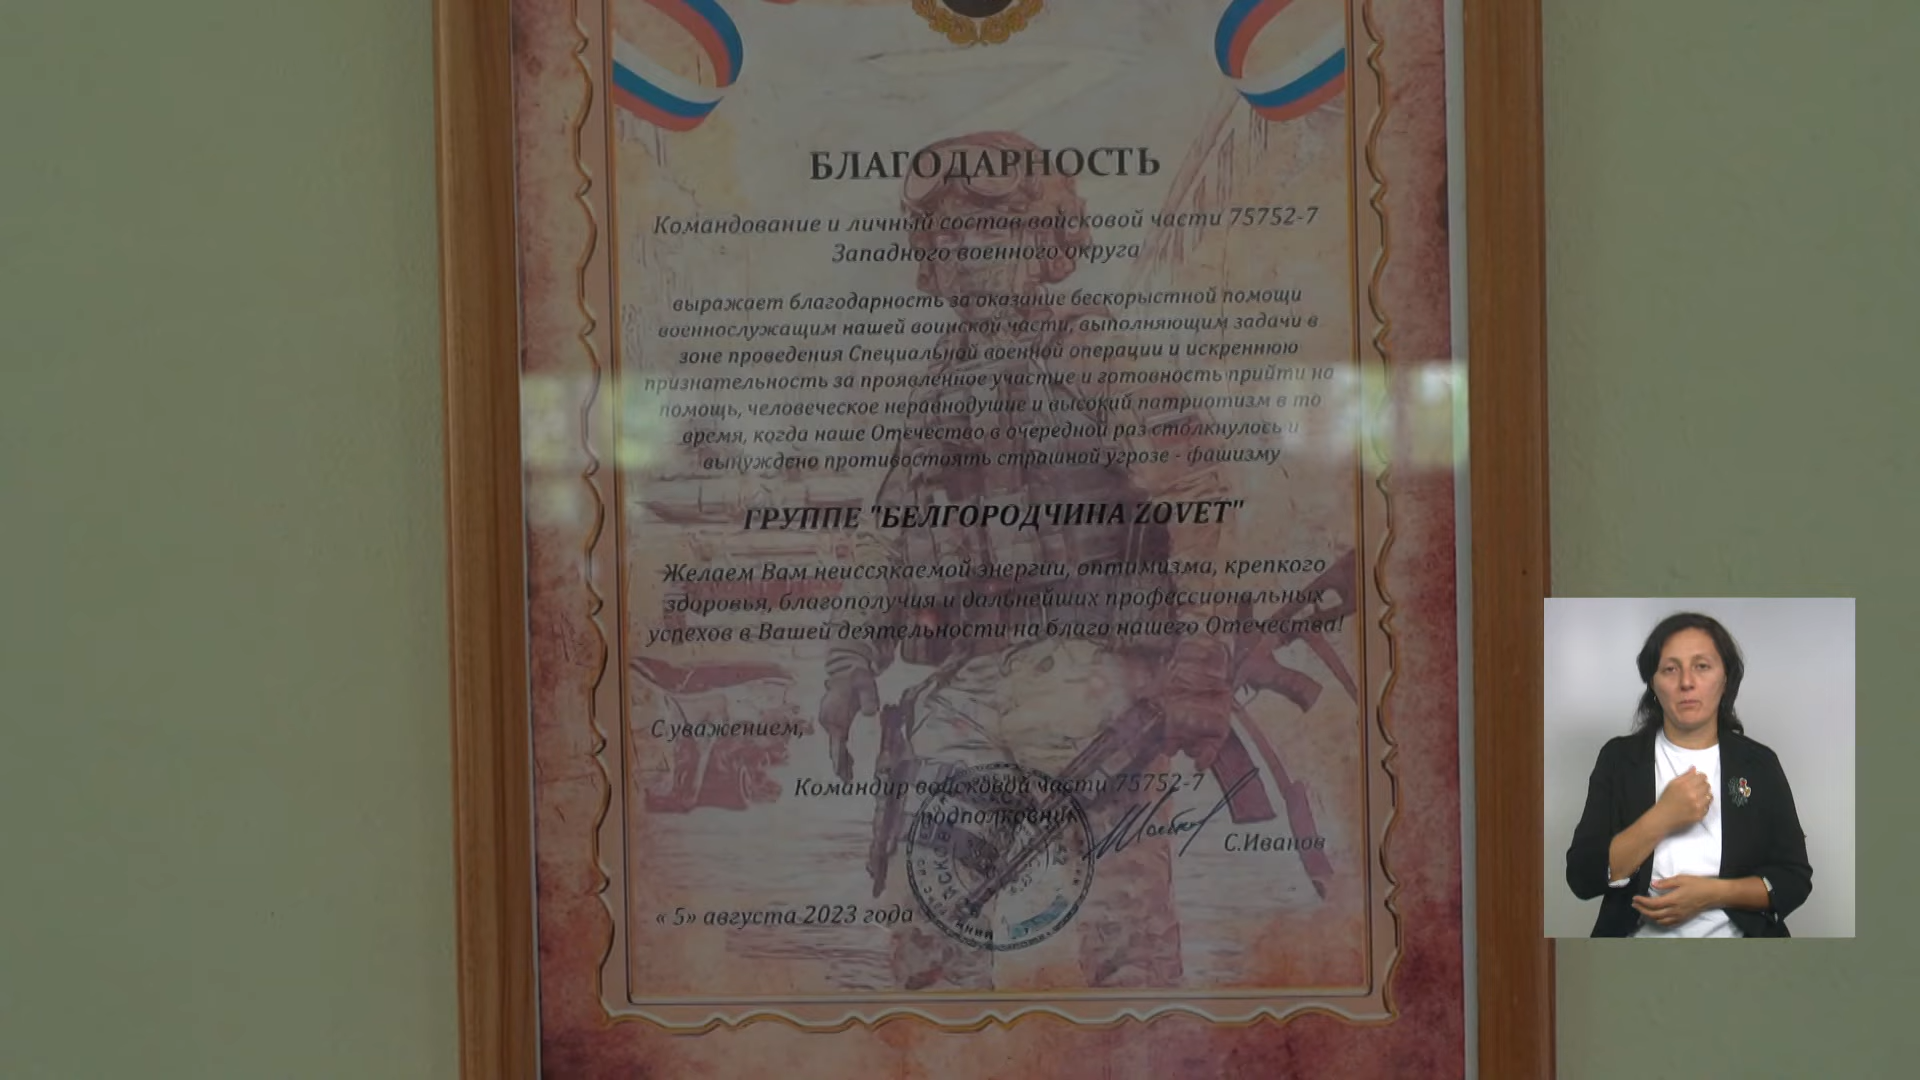 БЛАГОДАРНОСТЬ
Командование и личный состав войсковой части 75752-7
Западного военного округа
выражает благодарность за оказание бескорыстной помощи
военнослужащим нашей воинской части, выполняющим задачи в
зоне проведения Специальной военной операции и искреннюю
признательность за проявленное участие и готовность прийти на
помощь, человеческое неравнодушие и высокий патриотизм в то
время, когда наше Отечество в очередной раз столкнулось и
вынуждено противостоять страшной угрозе - фашизму
ГРУППЕ "БЕЛГОРОДЧИНА ZOVET"
Желаем Вам неиссякаемой энергии, оптимизма, крепкого
здоровья, благополучия и дальнейших профессиональных
успехов в Вашей деятельности на благо нашего Отечества!
С уважением,
Командир войсковой части 75752-7
подполковник
С.Иванов
« 5» августа 2023 года